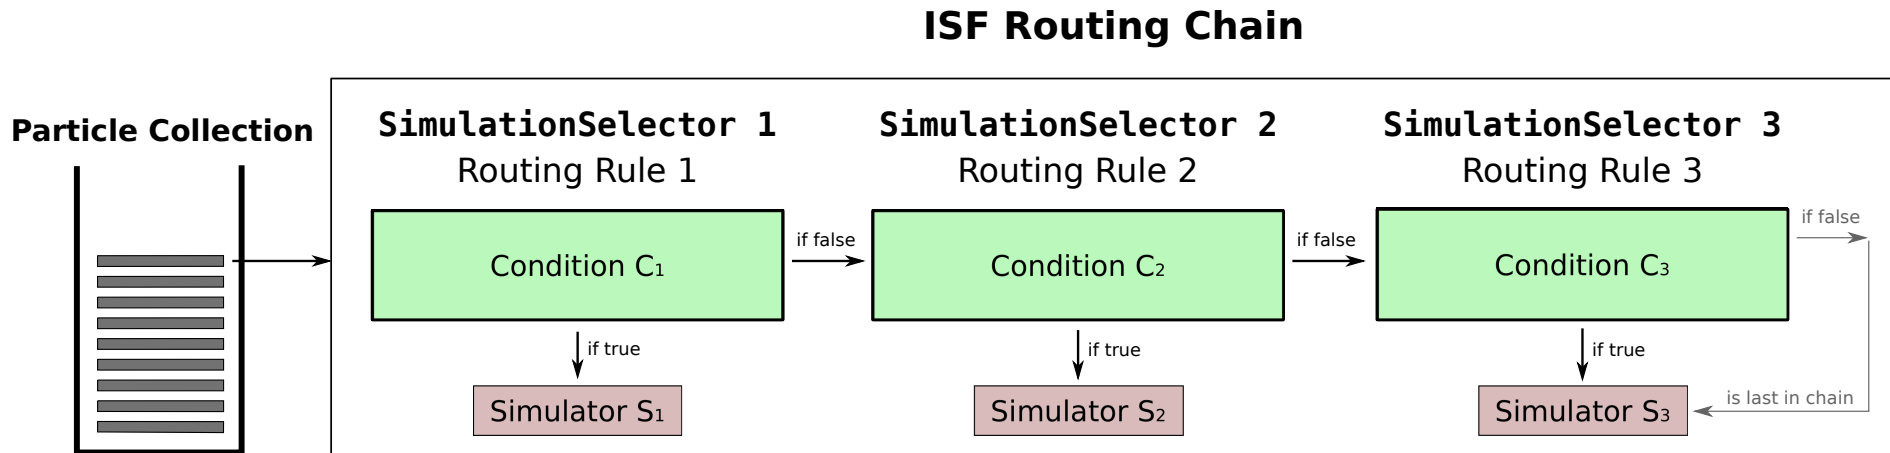 ISF Routing Chain
Particle Collection
SimulationSelector 1
Routing Rule 1
Condition C₁
if false
if true
Simulator S₁
SimulationSelector 2
Routing Rule 2
Condition C₂
if false
if true
Simulator S₂
SimulationSelector 3
Routing Rule 3
Condition C₃
if false
if true
is last in chain
Simulator S₃